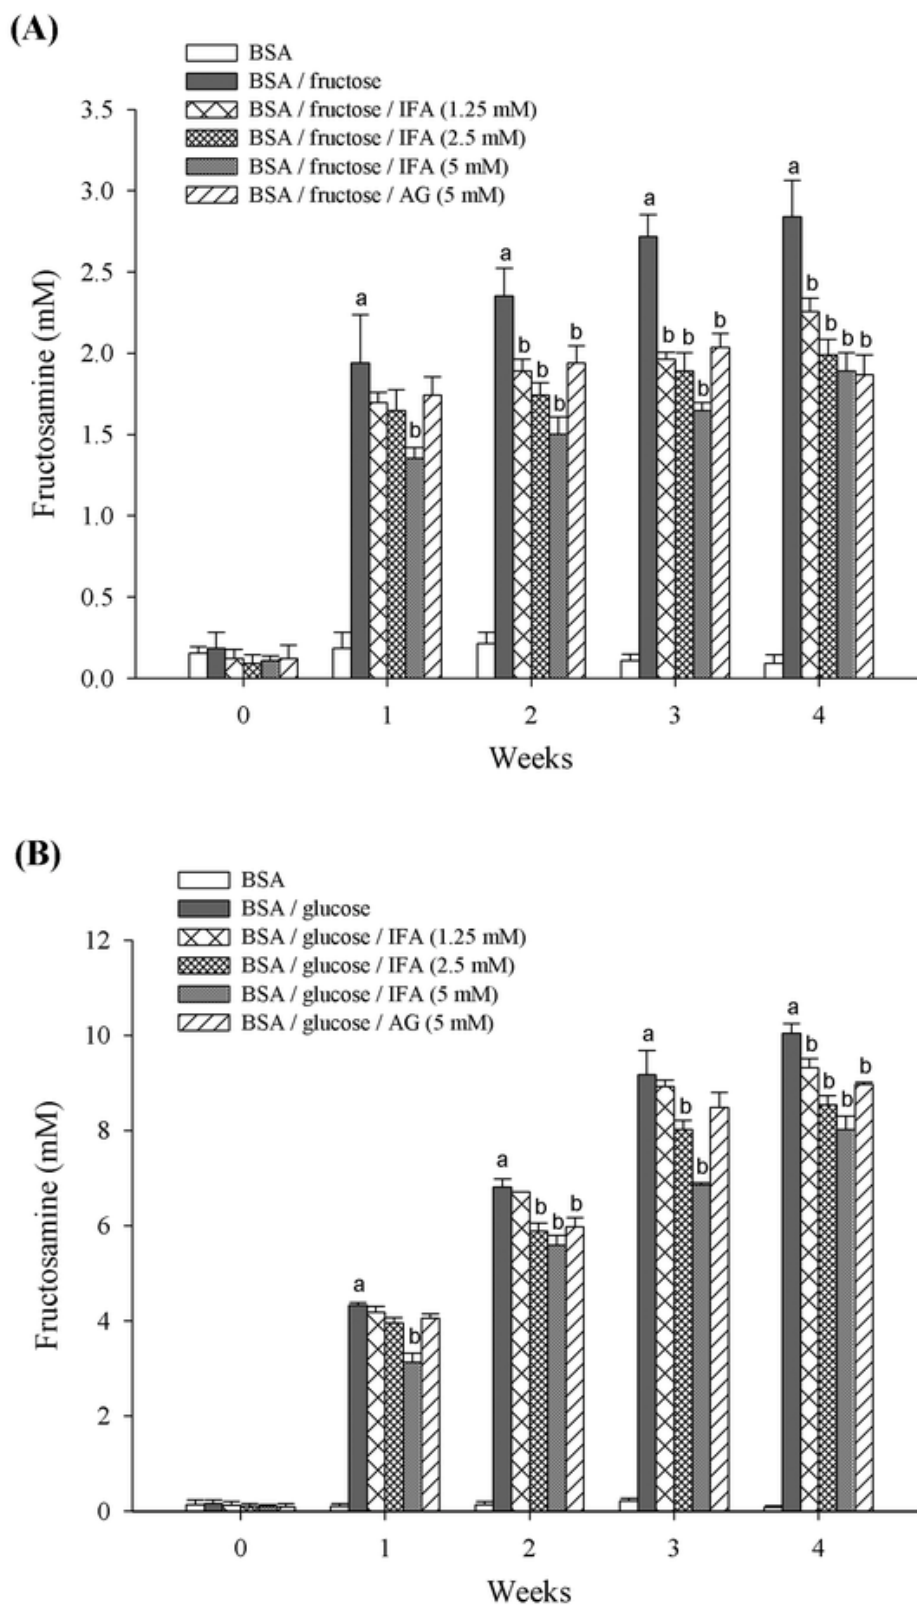 (A)
BSA
BSA / fructose
BSA / fructose / IFA (1.25 mM)
BSA / fructose / IFA (2.5 mM)
BSA / fructose / IFA (5 mM)
BSA / fructose / AG (5 mM)
Fructosamine (mM)
3.5
3.0
2.5
2.0
1.5
1.0
0.5
0.0
a
b
a
b
b
b
b
a
b
b
b
b
a
b
b
b
b
0 1 2 3 4
Weeks
(B)
BSA
BSA / glucose
BSA / glucose / IFA (1.25 mM)
BSA / glucose / IFA (2.5 mM)
BSA / glucose / IFA (5 mM)
BSA / glucose / AG (5 mM)
Fructosamine (mM)
12
10
8
6
4
2
0
a
b
a
b
b
b
a
b
b
a
b
b
b
b
0 1 2 3 4
Weeks